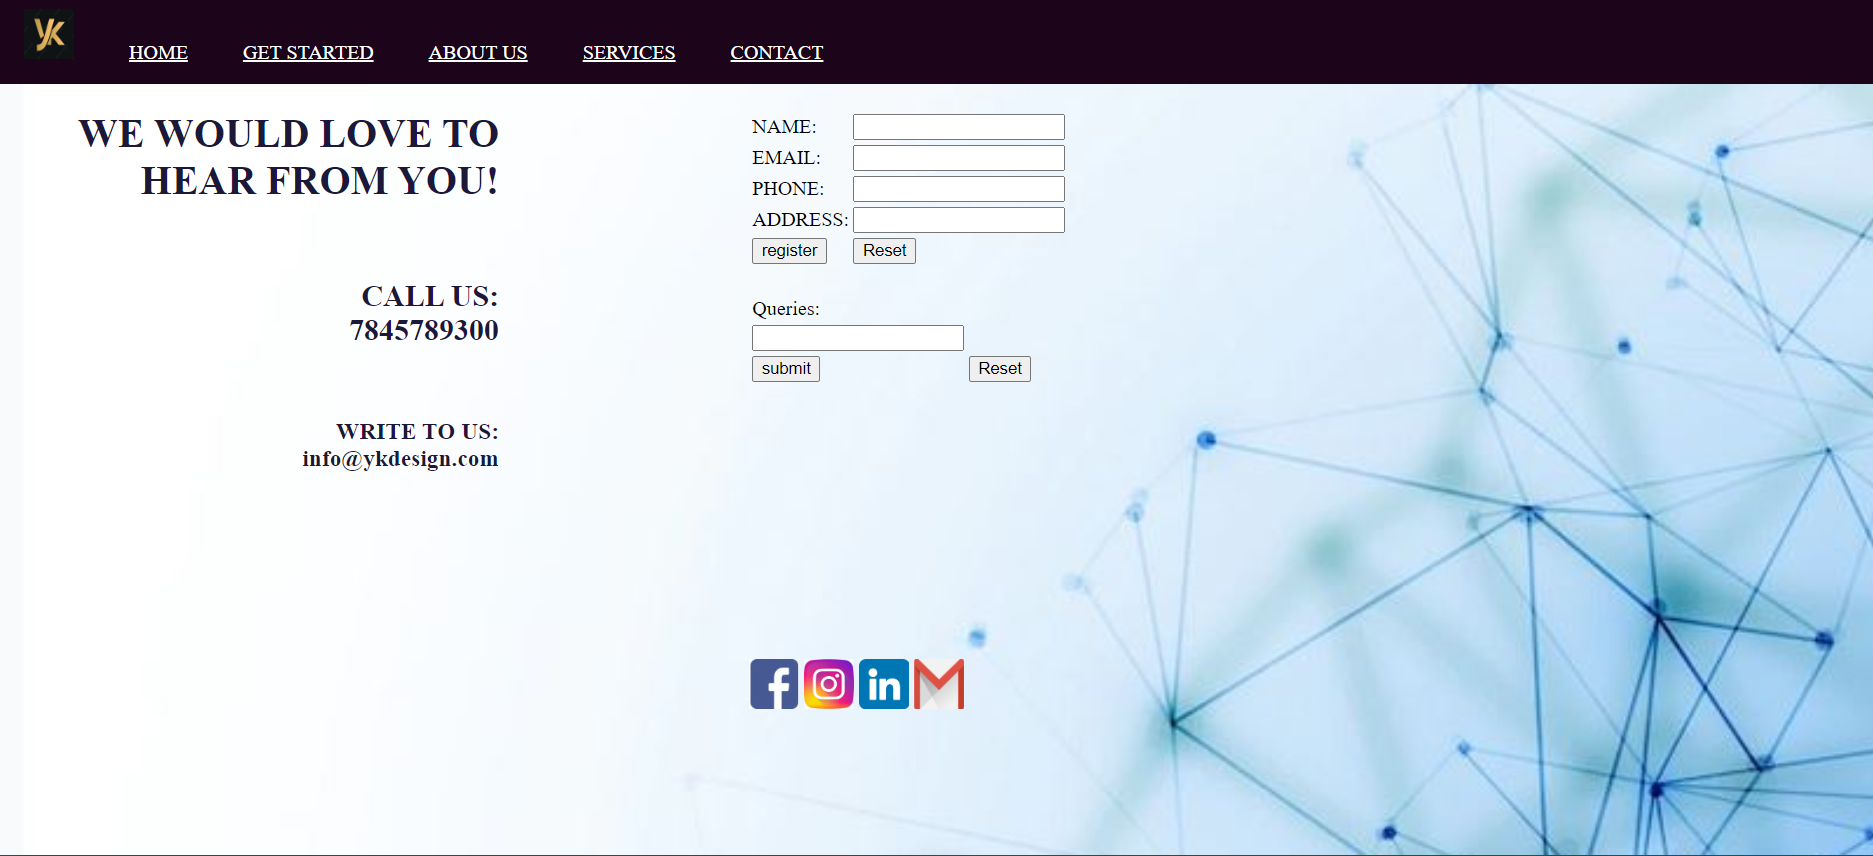 YK
HOME GET STARTED ABOUT US SERVICES CONTACT
WE WOULD LOVE TO
HEAR FROM YOU!
CALL US:
7845789300
WRITE TO US:
info@ykdesign.com
NAME:
EMAIL:
PHONE:
ADDRESS:
register Reset
Queries:
submit Reset
f in M